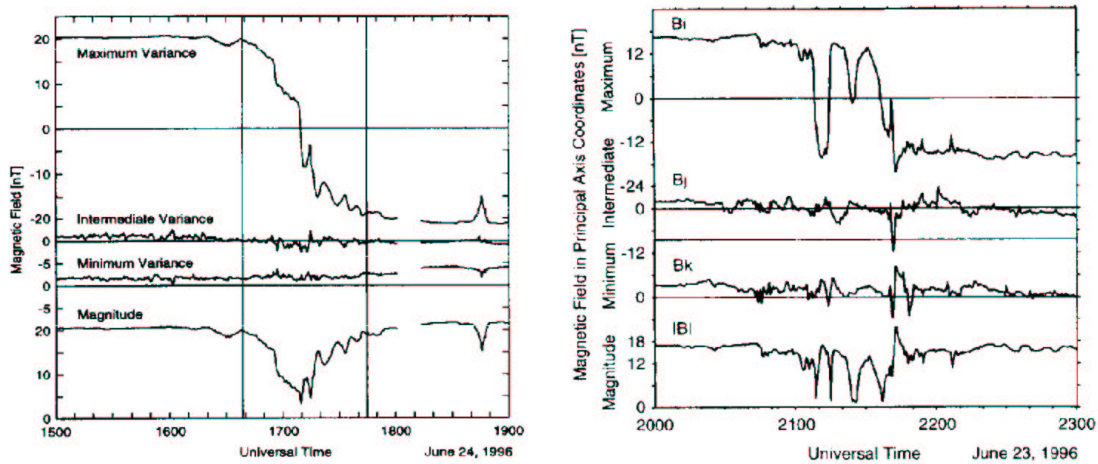 20
Maximum Variance
10
0
-10
-20
Intermediate Variance
0
-5
Minimum Variance
0
-5
Magnitude
20
10
0
Magnetic Field [nT]
1500
1600
1700
1800
1900
Universal Time
June 24, 1996
Magnetic Field in Principal Axis Coordinates [nT]
Maximum
Intermediate
Minimum
Magnitude
Bi
12
0
-12
-24
Bj
0
-12
Bk
0
|B|
18
12
0
2000
2100
2200
2300
Universal Time
June 23, 1996